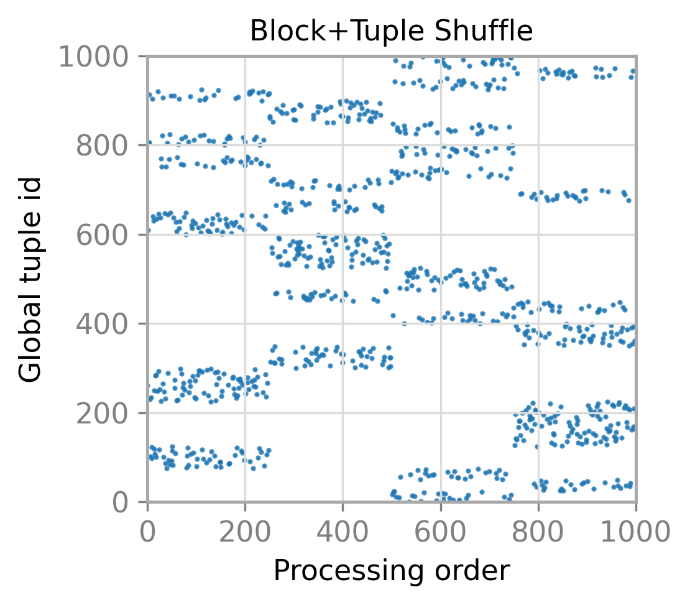 Block+Tuple Shuffle
1000
800
600
400
200
0
Global tuple id
0 200 400 600 800 1000
Processing order